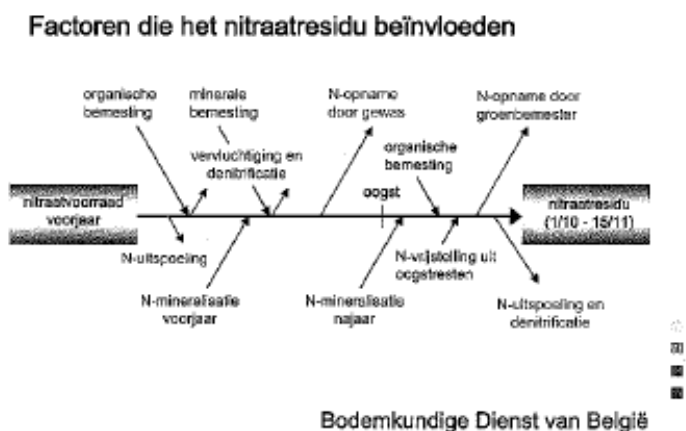 Factoren die het nitraatresidu beïnvloeden
organische
bemesting
minerale
bemesting
N-opname
door gewas
N-opname door
groenbemester
vervluchtiging en
denitrificatie
organische
bemesting
oogst
nitraatvoorraad
voorjaar
nitraatresidu
(1/10 - 15/11)
N-uitspoeling
N-vrijstelling uit
oogstresten
N-mineralisatie
voorjaar
N-mineralisatie
najaar
N-uitspoeling en
denitrificatie
Bodemkundige Dienst van België